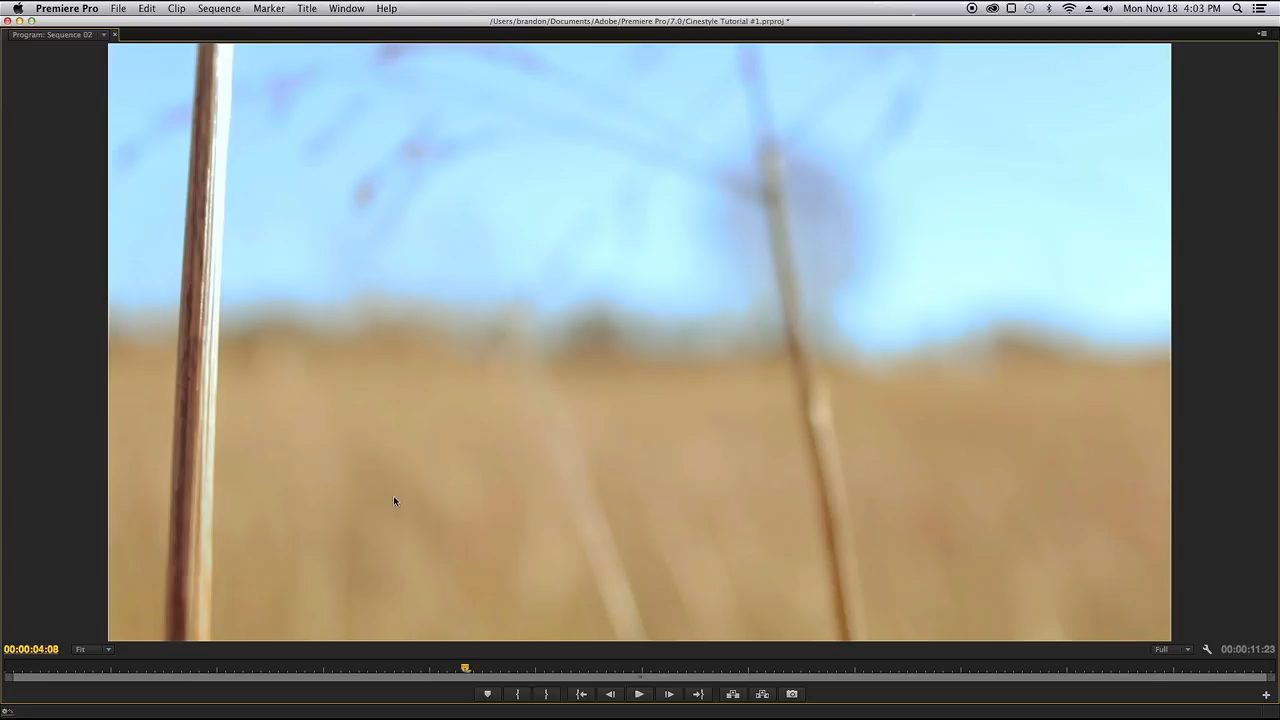 Premiere Pro File Edit Clip Sequence Marker Title Window Help Mon Nov 18 4:03 PM
/Users/brandon/Documents/Adobe/Premiere Pro/7.0/Cinestyle Tutorial #1.prproj *
Program: Sequence 02
00:00:04:08 Fit Full 00:00:11:23